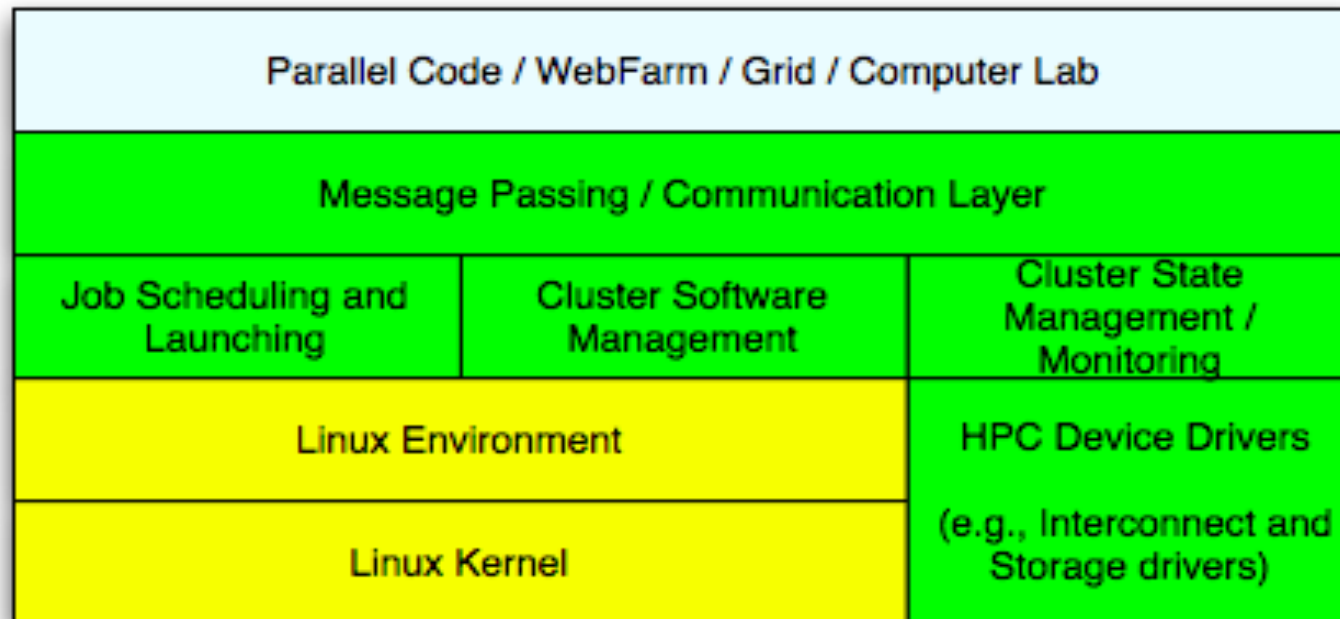 Parallel Code / WebFarm / Grid / Computer Lab
Message Passing / Communication Layer
Job Scheduling and
Launching
Cluster Software
Management
Cluster State
Management /
Monitoring
Linux Environment
Linux Kernel
HPC Device Drivers
(e.g., Interconnect and
Storage drivers)